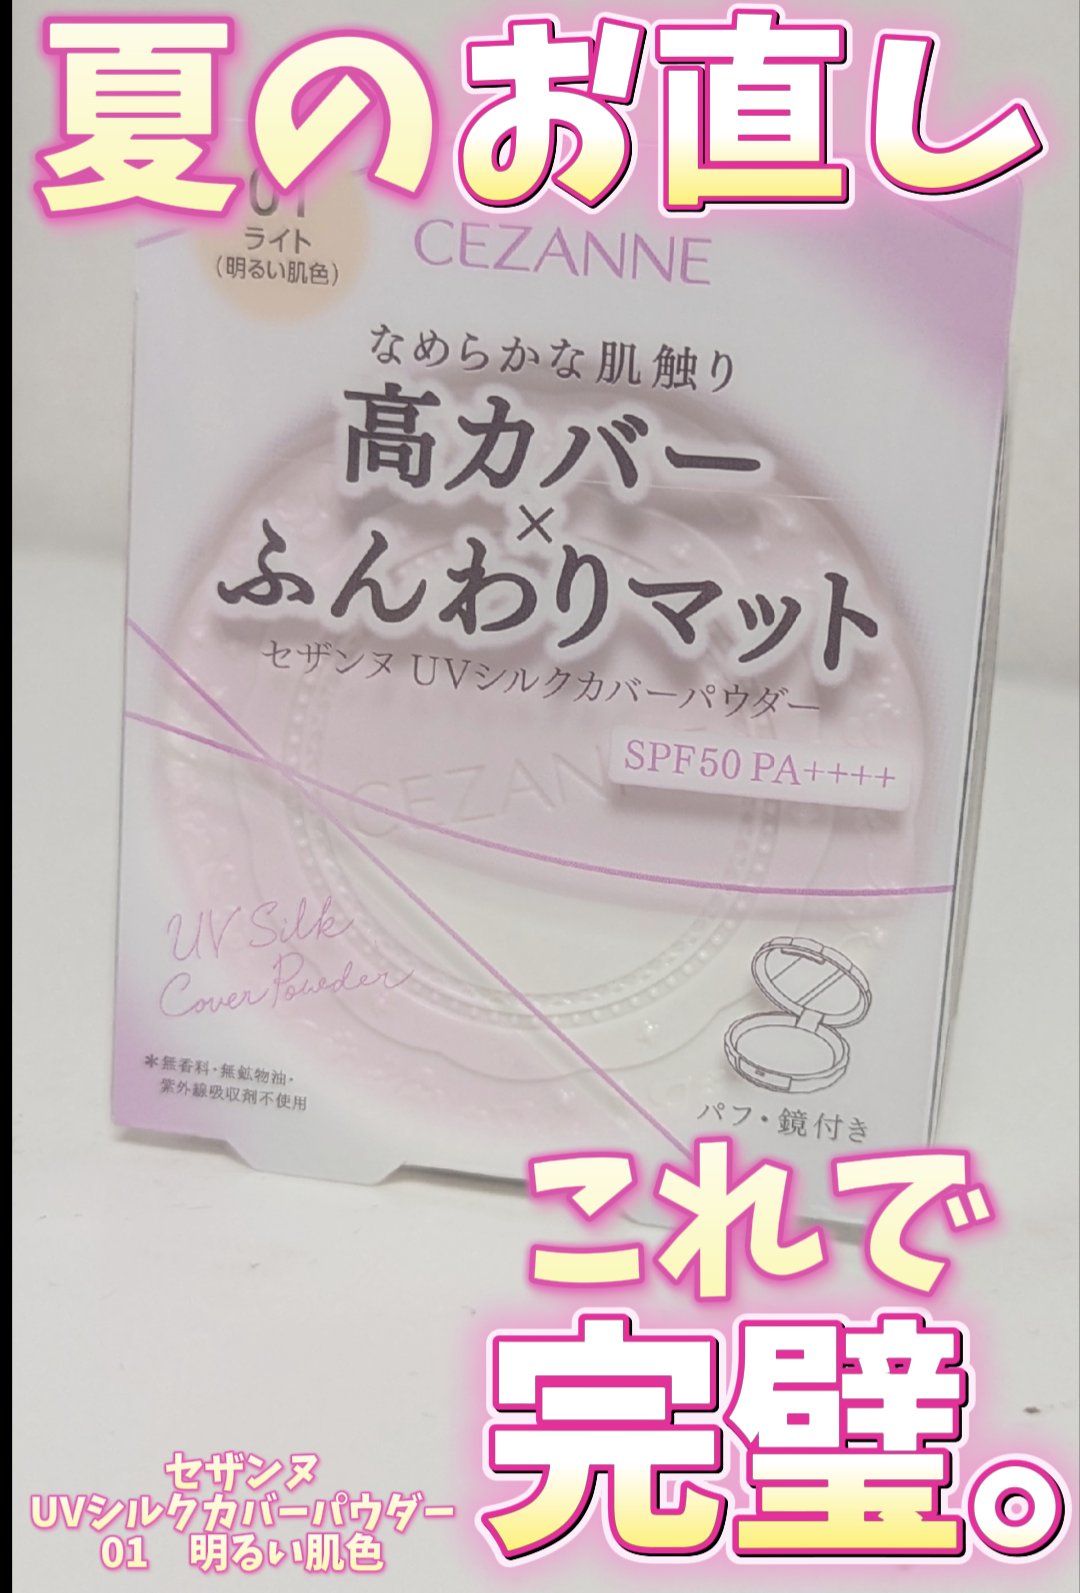 夏のお直し
01
ライト
（明るい肌色）
CEZANNE
なめらかな肌触り
高カバー
×
ふんわりマット
セザンヌ UVシルクカバーパウダー
SPF50 PA++++
CEZANNE
UV Silk
Cover Powder
＊無香料・無鉱物油・
紫外線吸収剤不使用
パフ・鏡付き
これで
完璧。
セザンヌ
UVシルクカバーパウダー
01　明るい肌色